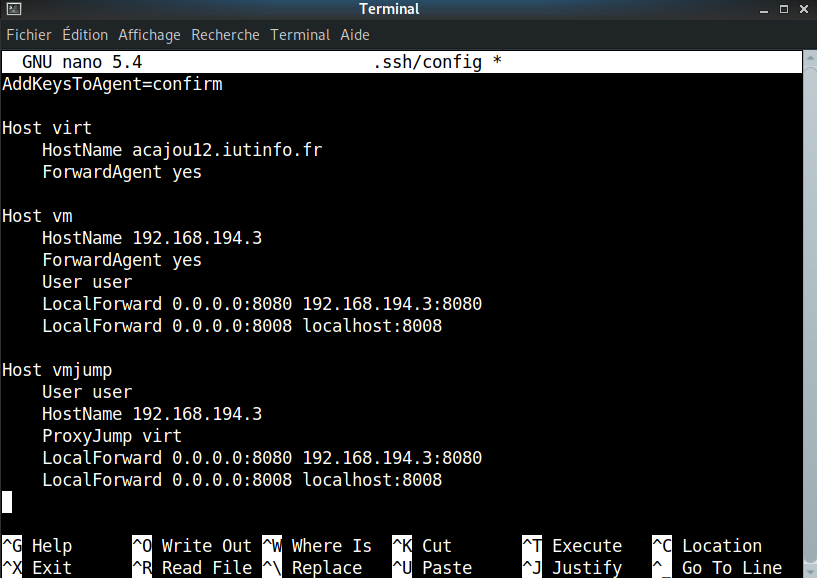 Terminal
Fichier Édition Affichage Recherche Terminal Aide
GNU nano 5.4 .ssh/config *
AddKeysToAgent=confirm
Host virt
HostName acajou12.iutinfo.fr
ForwardAgent yes
Host vm
HostName 192.168.194.3
ForwardAgent yes
User user
LocalForward 0.0.0.0:8080 192.168.194.3:8080
LocalForward 0.0.0.0:8008 localhost:8008
Host vmjump
User user
HostName 192.168.194.3
ProxyJump virt
LocalForward 0.0.0.0:8080 192.168.194.3:8080
LocalForward 0.0.0.0:8008 localhost:8008
^G Help ^O Write Out ^W Where Is ^K Cut ^T Execute ^C Location
^X Exit ^R Read File ^\ Replace ^U Paste ^J Justify ^_ Go To Line